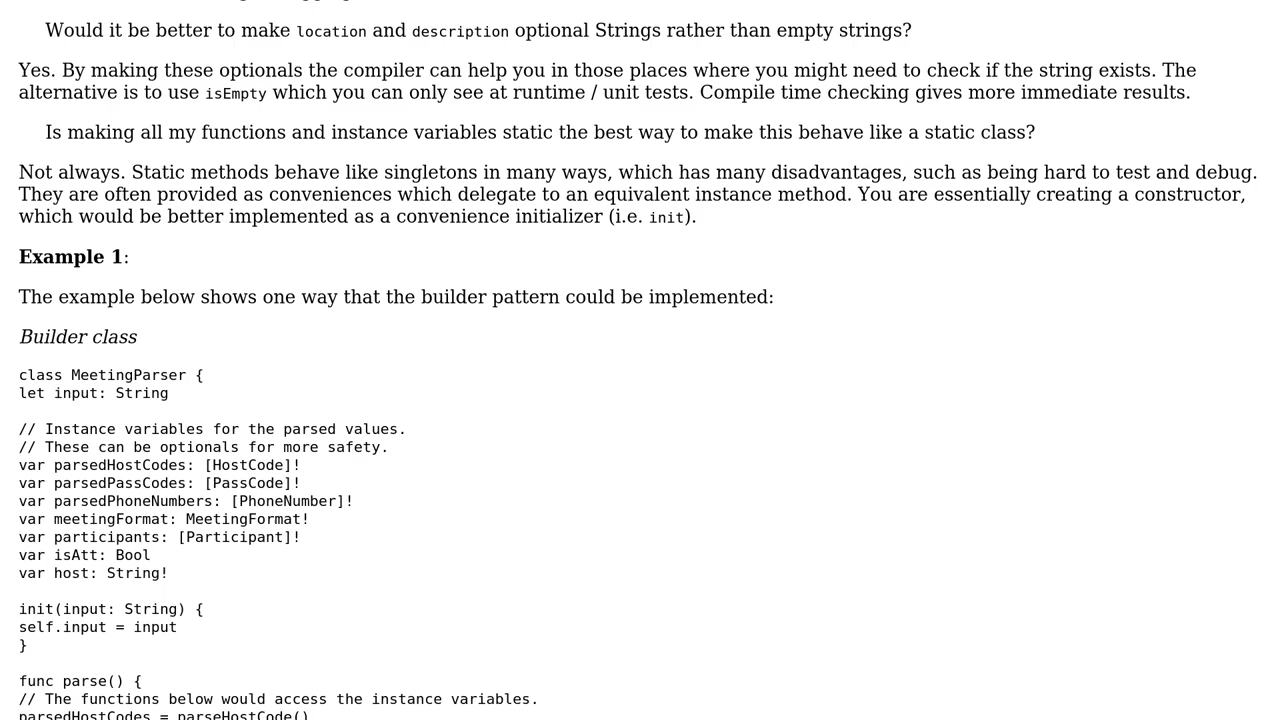 Would it be better to make location and description optional Strings rather than empty strings?
Yes. By making these optionals the compiler can help you in those places where you might need to check if the string exists. The
alternative is to use isEmpty which you can only see at runtime / unit tests. Compile time checking gives more immediate results.
Is making all my functions and instance variables static the best way to make this behave like a static class?
Not always. Static methods behave like singletons in many ways, which has many disadvantages, such as being hard to test and debug.
They are often provided as conveniences which delegate to an equivalent instance method. You are essentially creating a constructor,
which would be better implemented as a convenience initializer (i.e. init).
Example 1:
The example below shows one way that the builder pattern could be implemented:
Builder class
class MeetingParser {
let input: String
// Instance variables for the parsed values.
// These can be optionals for more safety.
var parsedHostCodes: [HostCode]!
var parsedPassCodes: [PassCode]!
var parsedPhoneNumbers: [PhoneNumber]!
var meetingFormat: MeetingFormat!
var participants: [Participant]!
var isAtt: Bool
var host: String!
init(input: String) {
self.input = input
}
func parse() {
// The functions below would access the instance variables.
parsedHostCodes = parseHostCode()